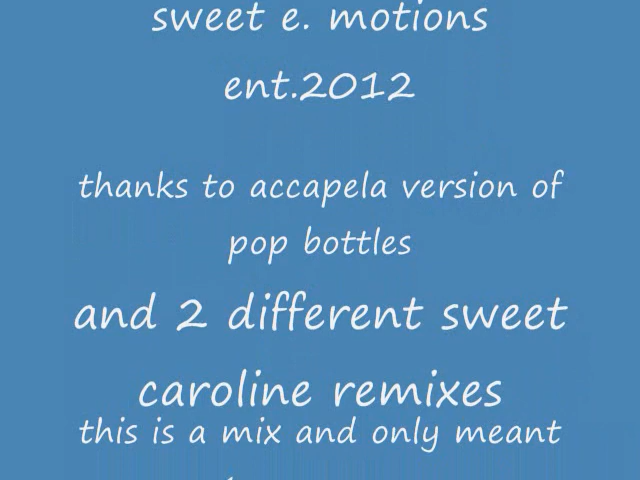 sweet e. motions
ent.2012
thanks to accapela version of
pop bottles
and 2 different sweet
caroline remixes
this is a mix and only meant